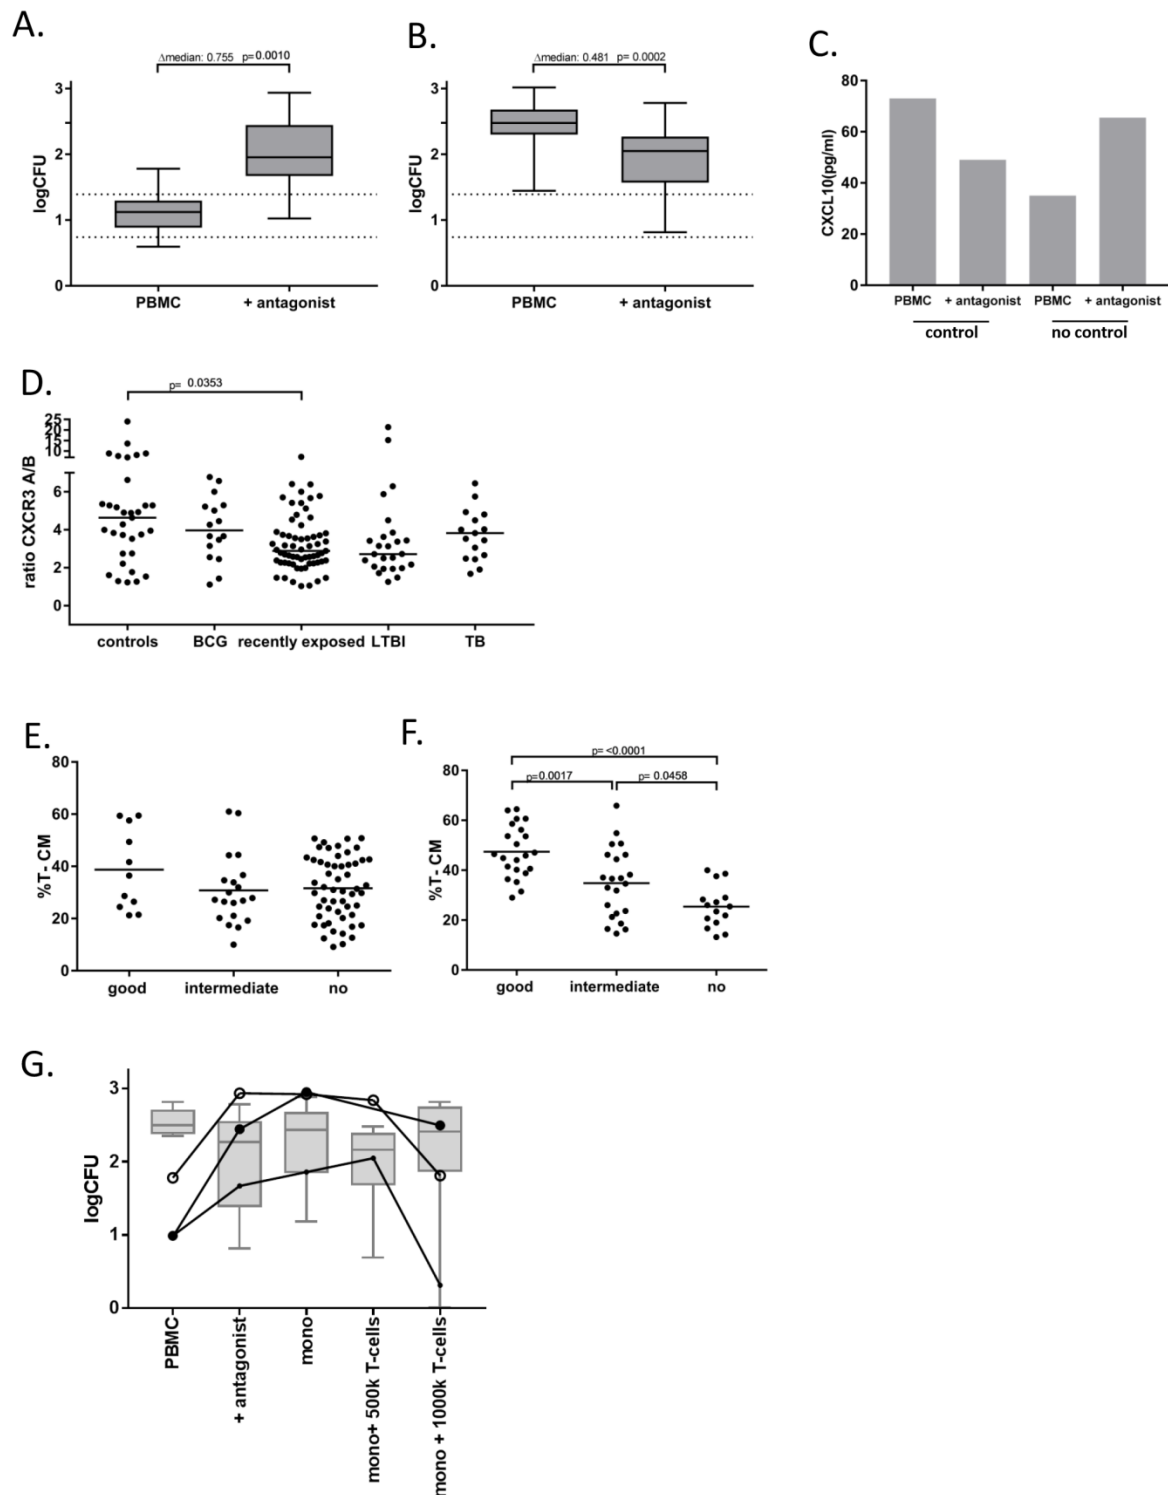 A.
Δmedian: 0.755 p=0.0010
logCFU
3
2
1
0
PBMC
+ antagonist
B.
Δmedian: 0.481 p= 0.0002
logCFU
3
2
1
0
PBMC
+ antagonist
C.
CXCL10(pg/ml)
80
60
40
20
0
PBMC + antagonist PBMC + antagonist
control no control
D.
p= 0.0353
ratio CXCR3 A/B
25
20
15
10
6
4
2
0
controls BCG recently exposed LTBI TB
E.
%T- CM
80
60
40
20
0
good intermediate no
F.
p= <0.0001
p=0.0017 p= 0.0458
%T- CM
80
60
40
20
0
good intermediate no
G.
logCFU
3
2
1
0
PBMC
+ antagonist
mono
mono+ 500k T-cells
mono + 1000k T-cells